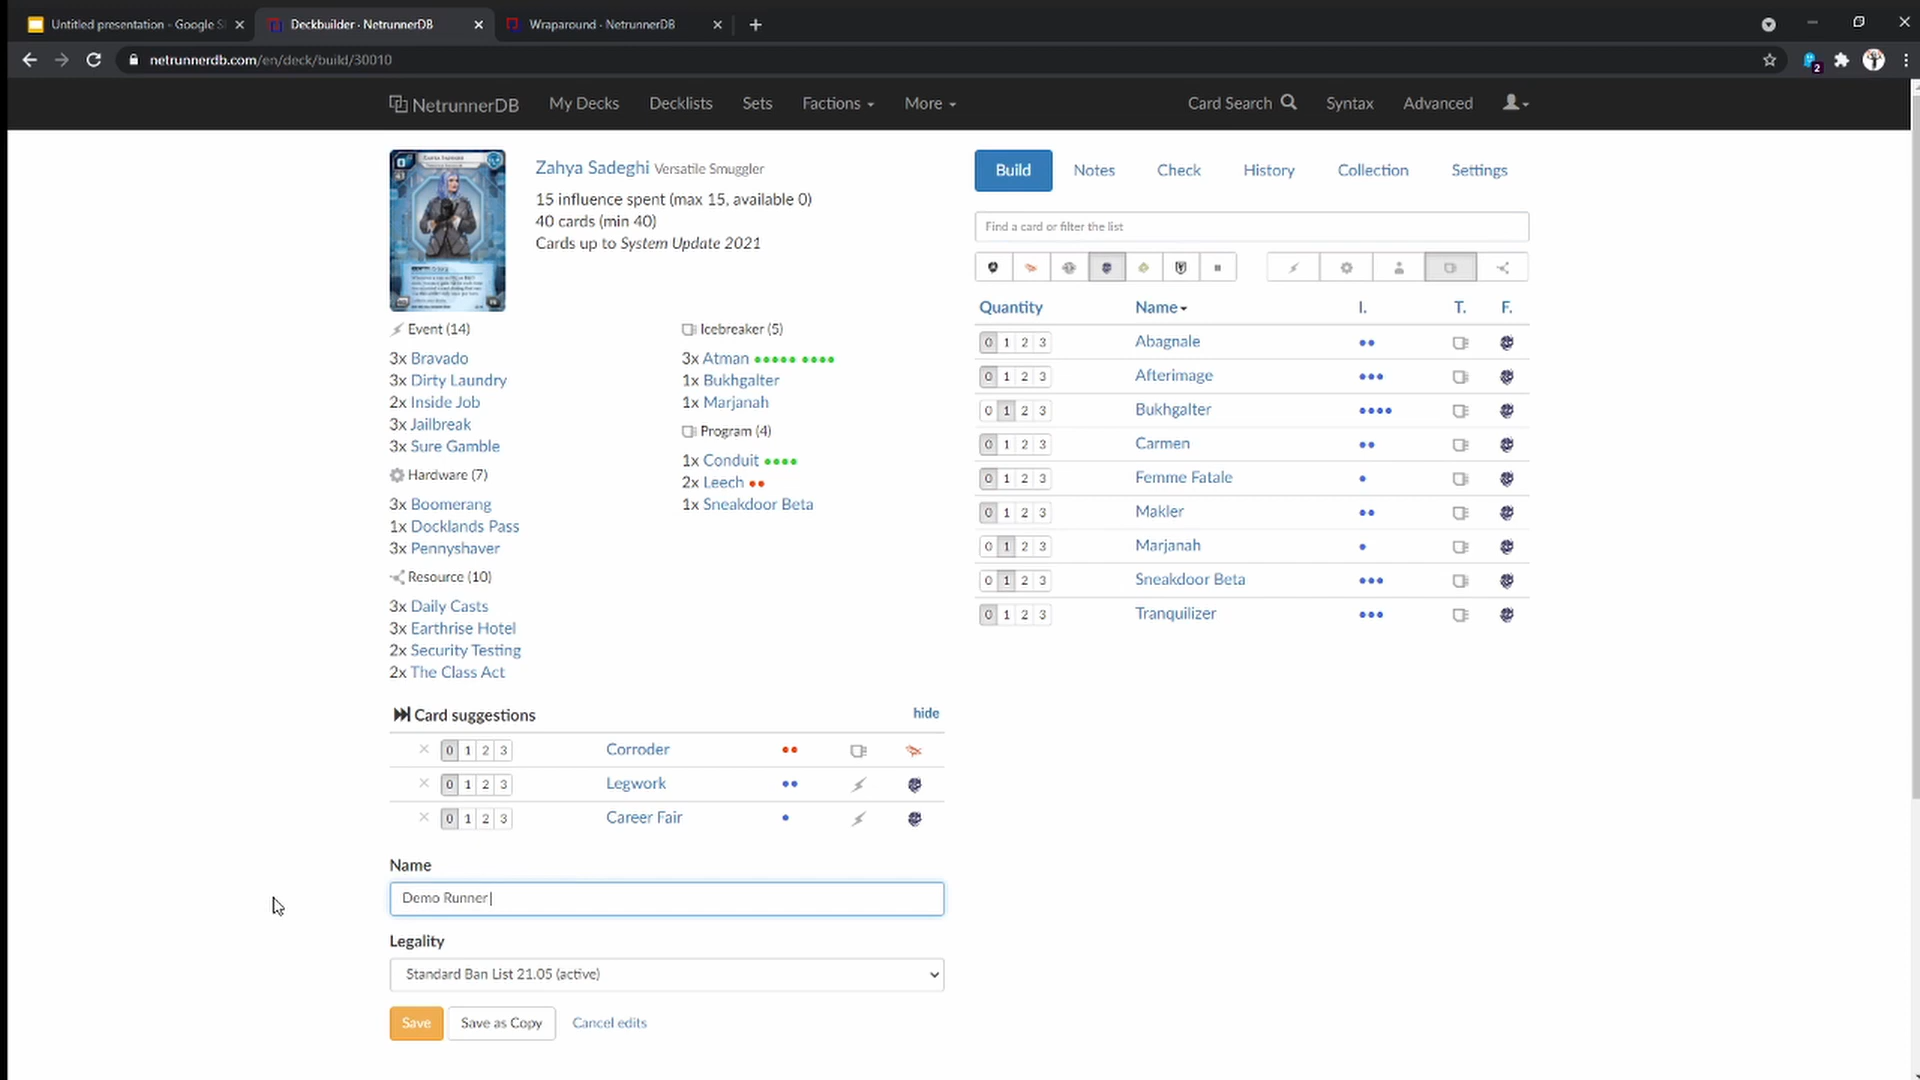 Untitled presentation - Google S
Deckbuilder · NetrunnerDB
Wraparound · NetrunnerDB
netrunnerdb.com/en/deck/build/30010
2
NetrunnerDB
My Decks
Decklists
Sets
Factions
More
Card Search
Syntax
Advanced
Zahya Sadeghi Versatile Smuggler
15 influence spent (max 15, available 0)
40 cards (min 40)
Cards up to System Update 2021
Event (14)
3x Bravado
3x Dirty Laundry
2x Inside Job
3x Jailbreak
3x Sure Gamble
Hardware (7)
3x Boomerang
1x Docklands Pass
3x Pennyshaver
Resource (10)
3x Daily Casts
3x Earthrise Hotel
2x Security Testing
2x The Class Act
Icebreaker (5)
3x Atman
1x Bukhgalter
1x Marjanah
Program (4)
1x Conduit
2x Leech
1x Sneakdoor Beta
Card suggestions
hide
0 1 2 3 Corroder
0 1 2 3 Legwork
0 1 2 3 Career Fair
Name
Demo Runner
Legality
Standard Ban List 21.05 (active)
Save
Save as Copy
Cancel edits
Build
Notes
Check
History
Collection
Settings
Find a card or filter the list
Quantity Name I. T. F.
0 1 2 3 Abagnale
0 1 2 3 Afterimage
0 1 2 3 Bukhgalter
0 1 2 3 Carmen
0 1 2 3 Femme Fatale
0 1 2 3 Makler
0 1 2 3 Marjanah
0 1 2 3 Sneakdoor Beta
0 1 2 3 Tranquilizer